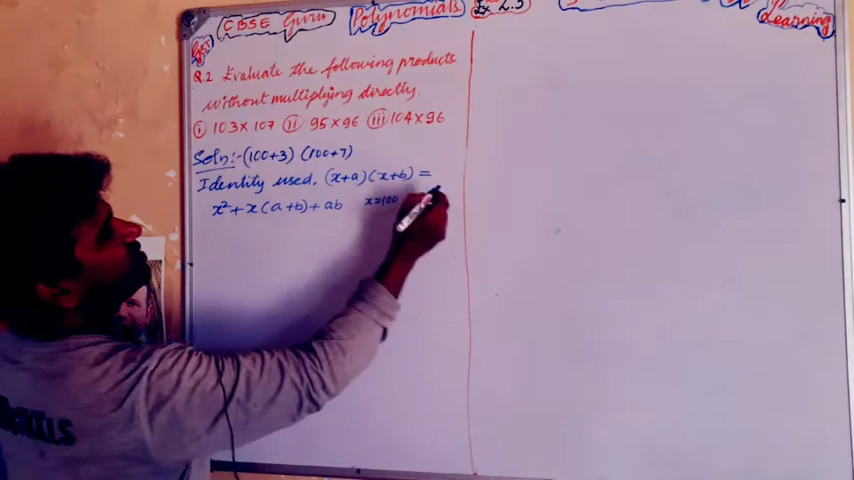 CBSE Guru
Polynomials
Ex 2.5
Learning
Q.2 Evaluate the following products
without multiplying directly.
i 103 x 107 ii 95 x 96 iii 104 x 96
Soln:- (100+3) (100+7)
Identity used, (x+a) (x+b) =
x² + x (a+b) + ab x=100